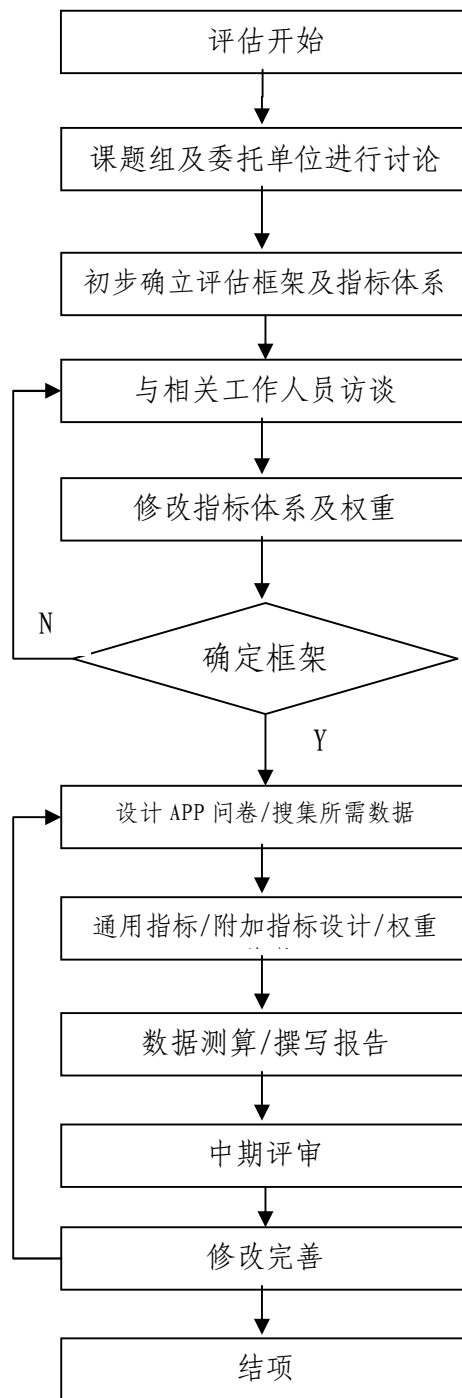 评估开始
课题组及委托单位进行讨论
初步确立评估框架及指标体系
与相关工作人员访谈
修改指标体系及权重
N
确定框架
Y
设计 APP 问卷/搜集所需数据
通用指标/附加指标设计/权重
数据测算/撰写报告
中期评审
修改完善
结项